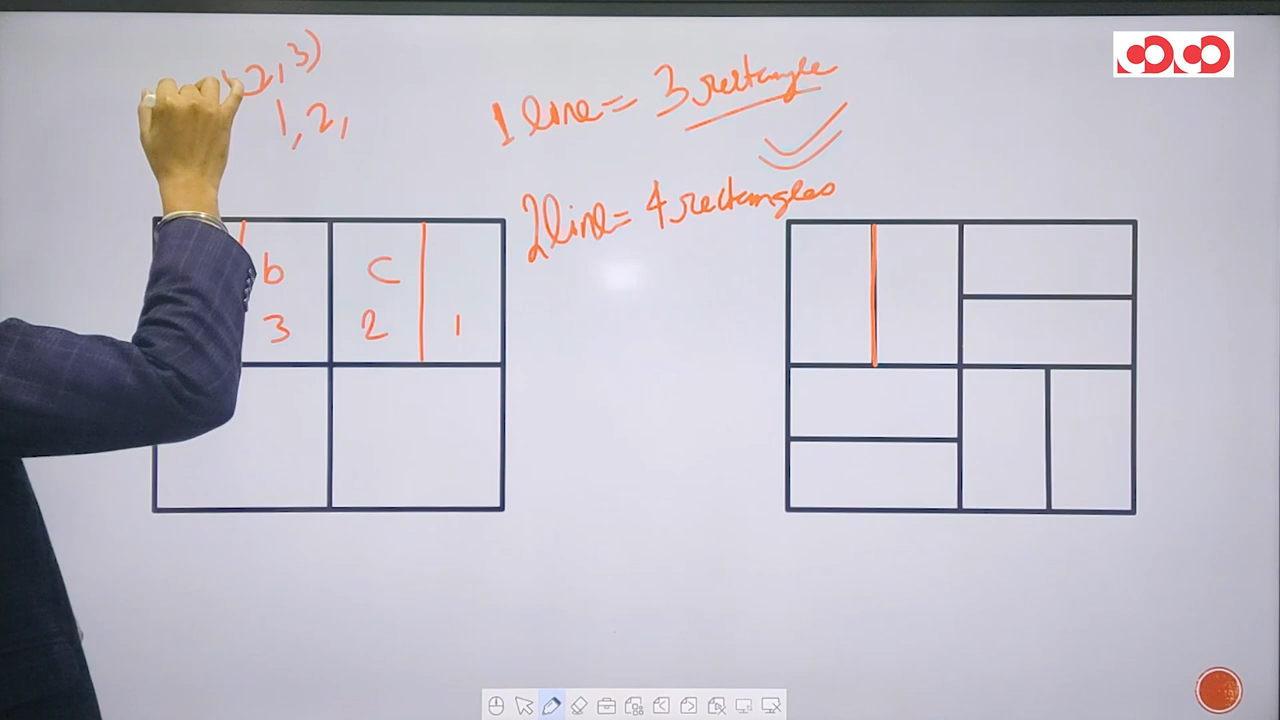 2, 3)
1, 2,
1 line = 3 rectangle
2 line = 4 rectangles
b C
3 2 1